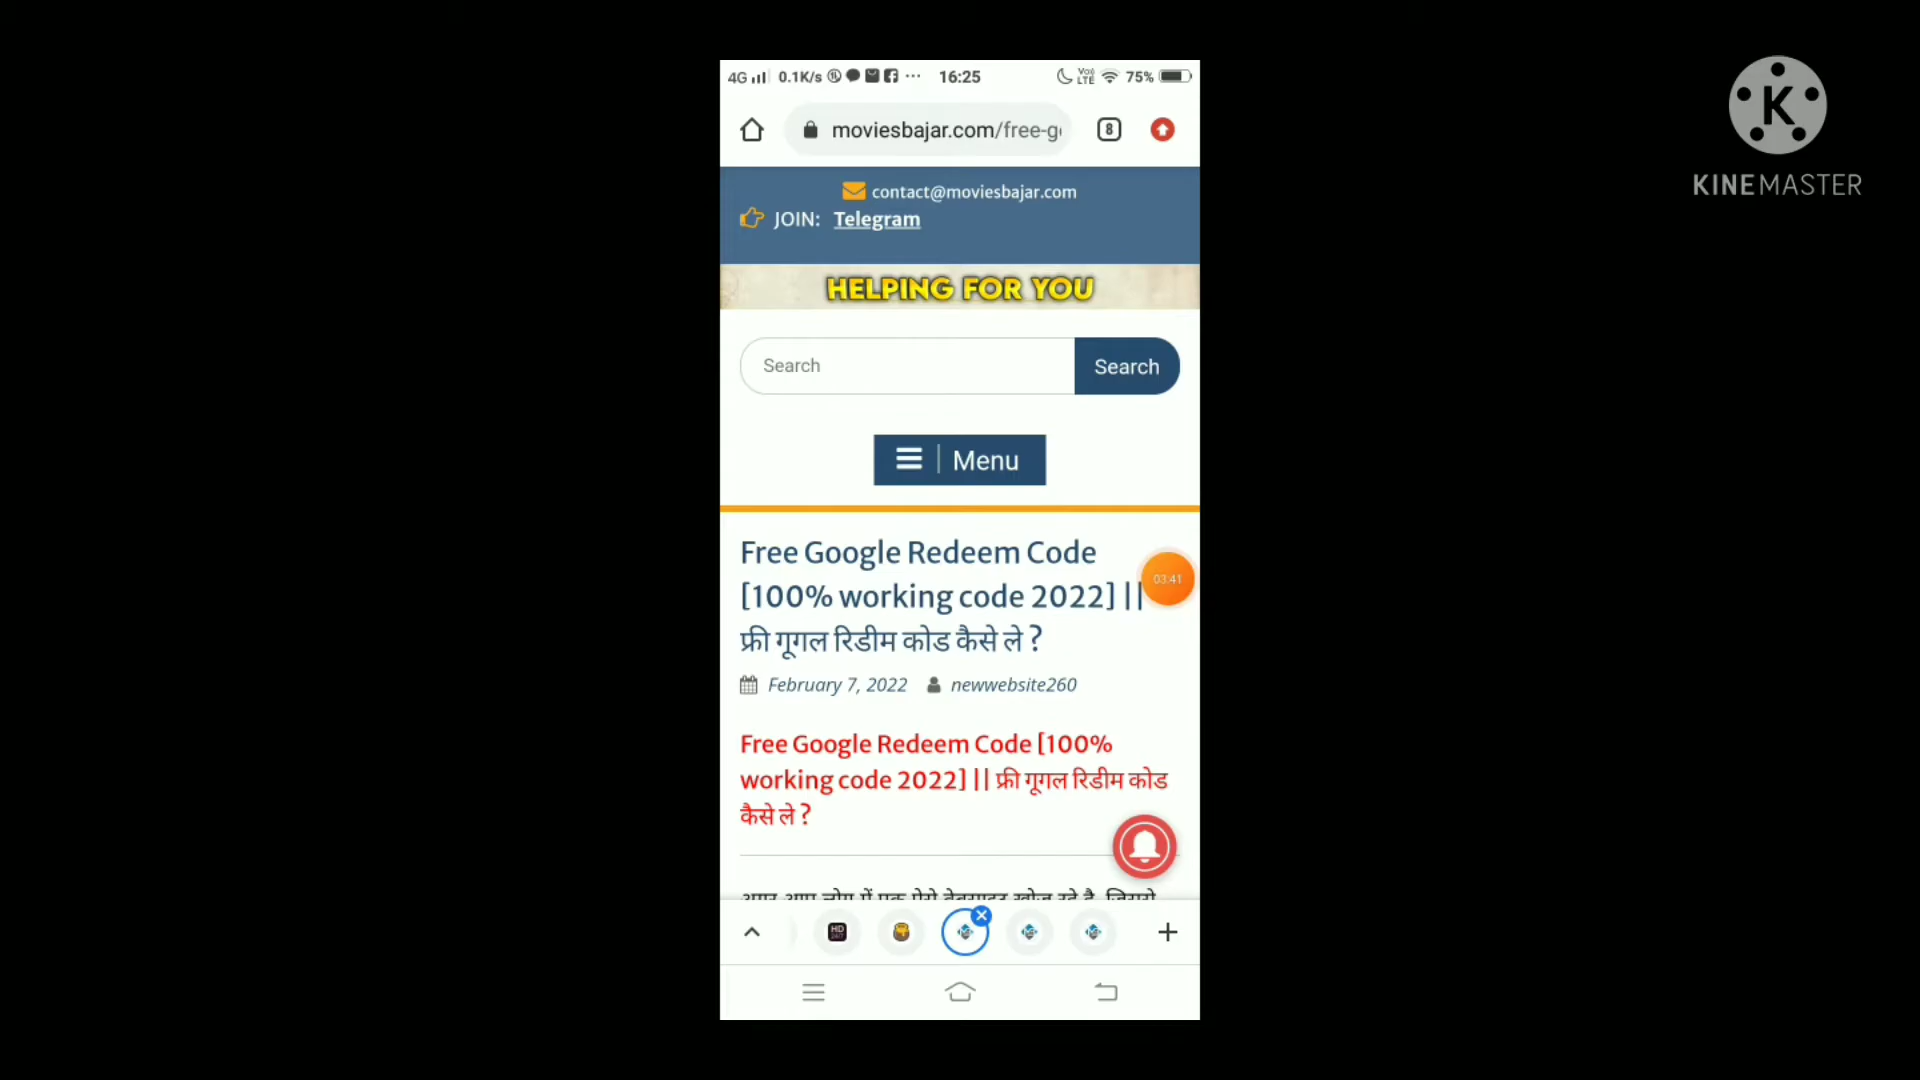 4G 0.1K/s ... 16:25 Vo) LTE 75%
moviesbajar.com/free-g
8
contact@moviesbajar.com
JOIN: Telegram
HELPING FOR YOU
Search Search
Menu
Free Google Redeem Code
[100% working code 2022] ||
फ्री गूगल रिडीम कोड कैसे ले ?
03:41
February 7, 2022 newwebsite260
Free Google Redeem Code [100%
working code 2022] || फ्री गूगल रिडीम कोड
कैसे ले ?
K
KINEMASTER